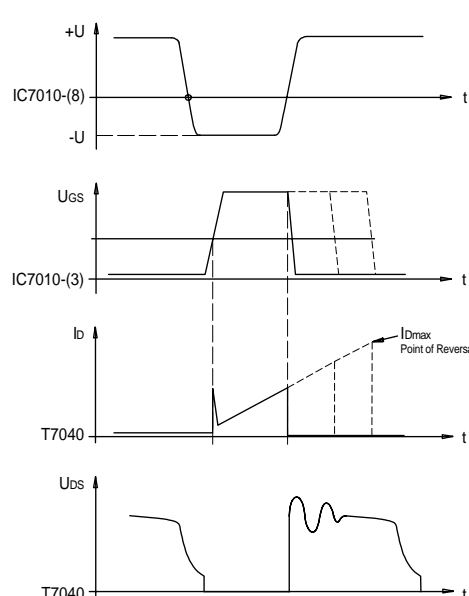 +U
IC7010-(8)
t
-U
UGS
IC7010-(3)
t
ID
IDmax
Point of Reversa
T7040
t
UDS
T7040
t